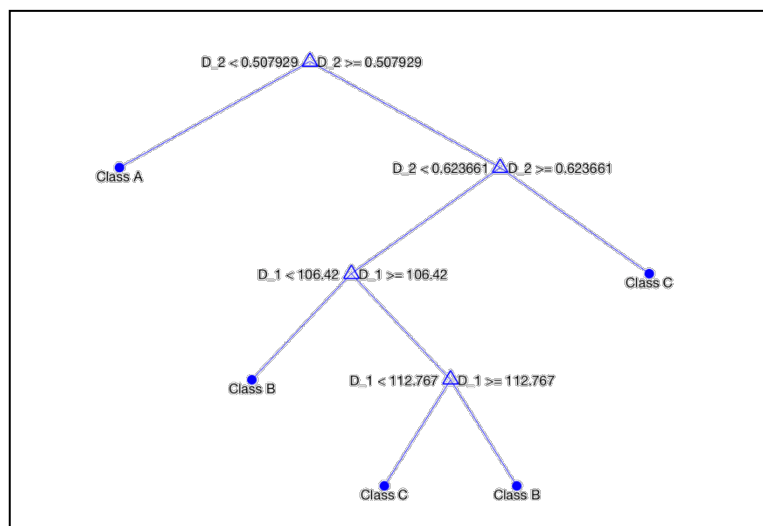 D_2 < 0.507929 D_2 >= 0.507929
Class A
D_2 < 0.623661 D_2 >= 0.623661
D_1 < 106.42 D_1 >= 106.42
Class C
Class B
D_1 < 112.767 D_1 >= 112.767
Class C
Class B